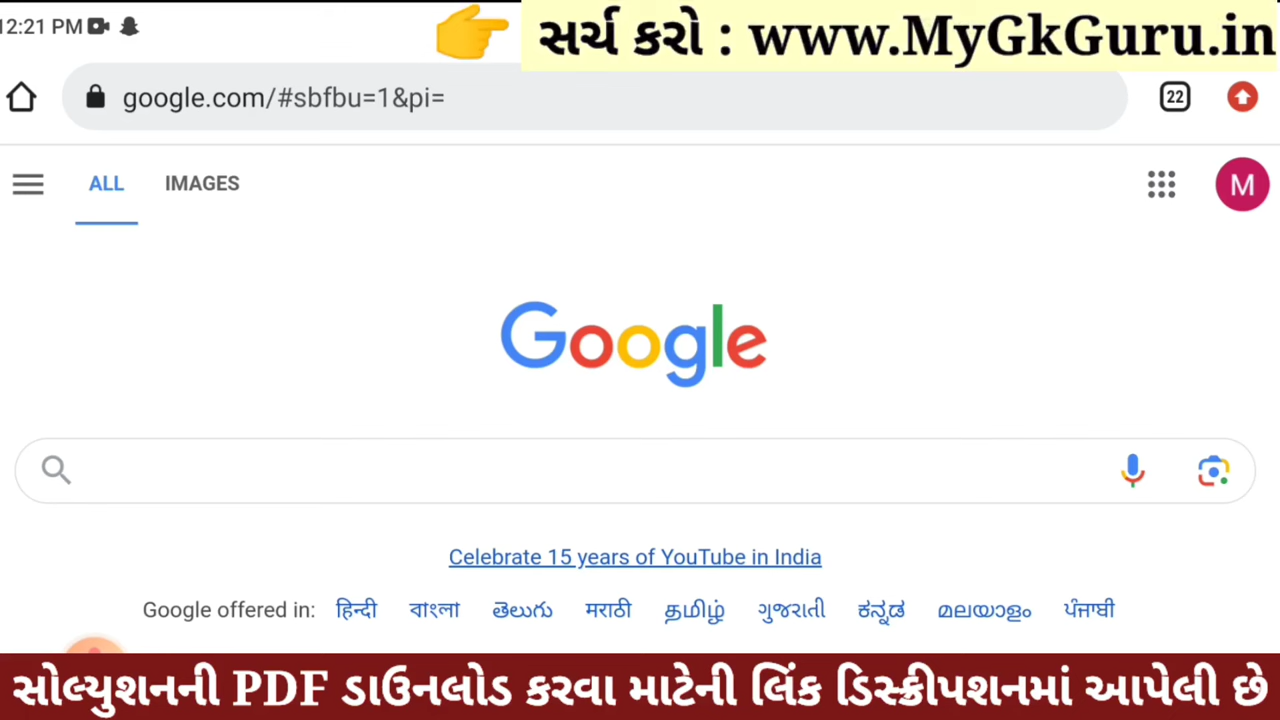 12:21 PM
સર્ચ કરો : www.MyGkGuru.in
google.com/#sbfbu=1&pi=
22
ALL IMAGES
M
Google
Celebrate 15 years of YouTube in India
Google offered in: हिन्दी বাংলা తెలుగు मराठी தமிழ் ગુજરાતી ಕನ್ನಡ മലയാളം ਪੰਜਾਬੀ
સોલ્યુશનની PDF ડાઉનલોડ કરવા માટેની લિંક ડિસ્ક્રીપશનમાં આપેલી છે